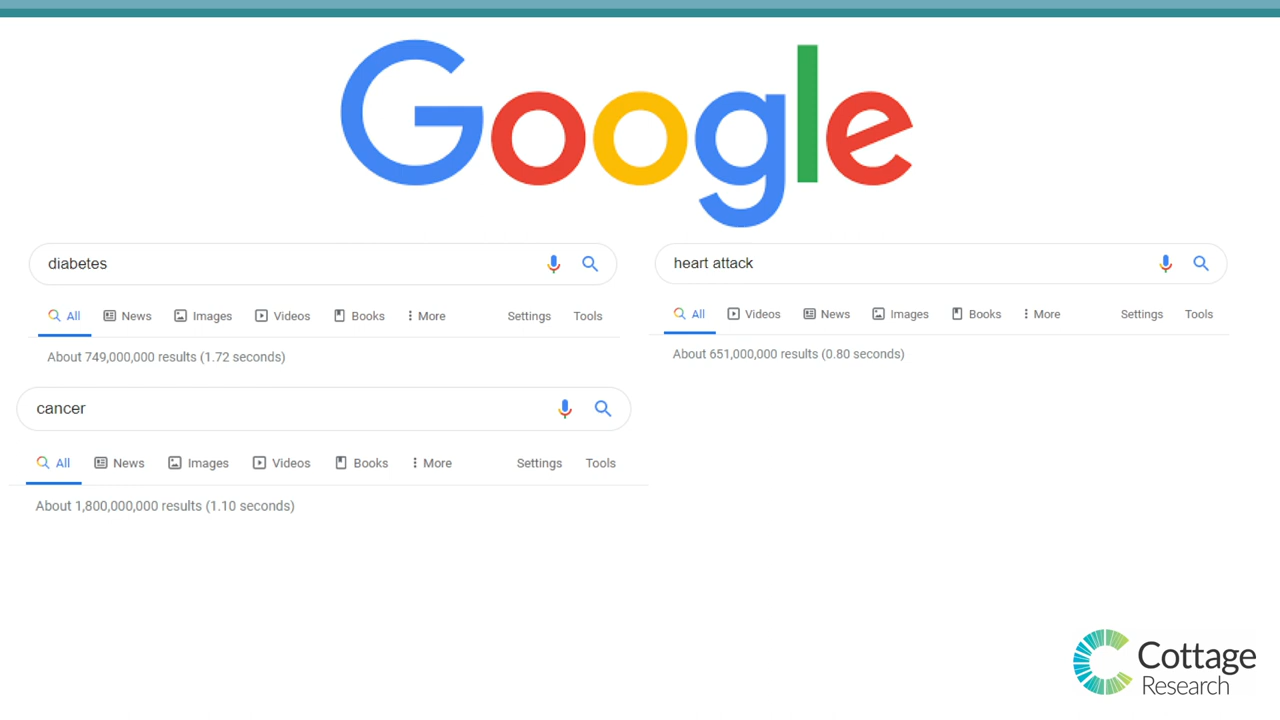 Google
diabetes
All News Images Videos Books More Settings Tools
About 749,000,000 results (1.72 seconds)
heart attack
All Videos News Images Books More Settings Tools
About 651,000,000 results (0.80 seconds)
cancer
All News Images Videos Books More Settings Tools
About 1,800,000,000 results (1.10 seconds)
Cottage
Research